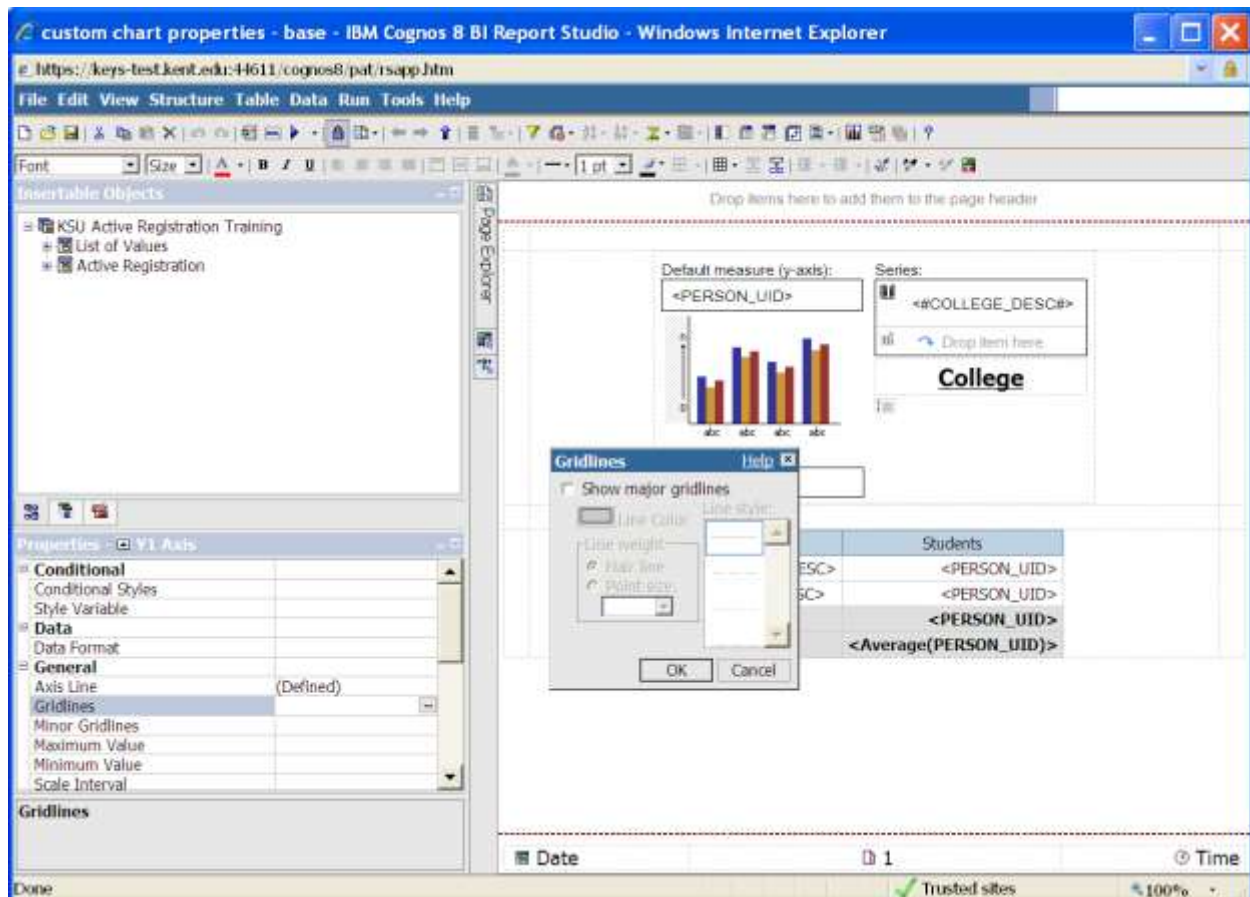 custom chart properties - base - IBM Cognos 8 BI Report Studio - Windows Internet Explorer
https://keys-test.kent.edu:44611/cognos8/pat/rsapp.htm
File Edit View Structure Table Data Run Tools Help
Font Size A B I U 1 pt
Insertable Objects
KSU Active Registration Training
List of Values
Active Registration
Page Explorer
Drop items here to add them to the page header
Default measure (y-axis):
<PERSON_UID>
Series:
<#COLLEGE_DESC#>
Drop item here
College
abc abc abc abc
Gridlines Help
Show major gridlines
Line Color
Line style:
Line weight
Hair line
Point size:
OK Cancel
Students
ESC> <PERSON_UID>
SC> <PERSON_UID>
<PERSON_UID>
<Average(PERSON_UID)>
Properties - Y1 Axis
Conditional
Conditional Styles
Style Variable
Data
Data Format
General
Axis Line (Defined)
Gridlines
Minor Gridlines
Maximum Value
Minimum Value
Scale Interval
Gridlines
Date 1 Time
Done Trusted sites 100%